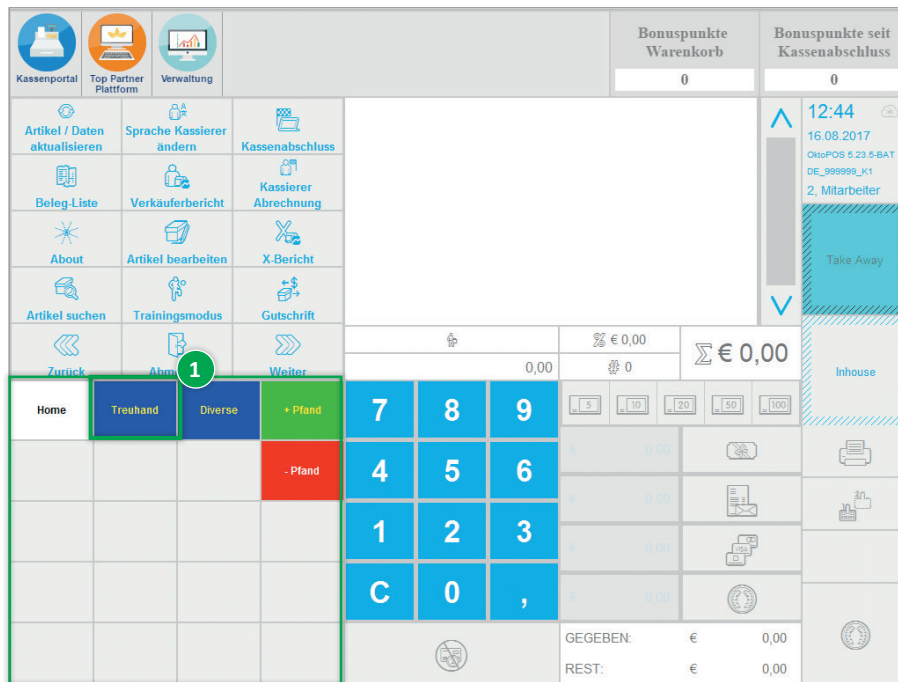 Kassenportal
Top Partner
Plattform
Verwaltung
Bonuspunkte
Warenkorb
0
Bonuspunkte seit
Kassenabschluss
0
Artikel / Daten
aktualisieren
Sprache Kassierer
ändern
Kassenabschluss
Beleg-Liste
Verkäuferbericht
Kassierer
Abrechnung
About
Artikel bearbeiten
X-Bericht
Artikel suchen
Trainingsmodus
Gutschrift
Zurück
Abm
Weiter
1
12:44
16.08.2017
OktoPOS 5.23.5-BAT
DE_999999_K1
2, Mitarbeiter
Take Away
Inhouse
0,00
% € 0,00
# 0
∑ € 0,00
Home
Treuhand
Diverse
+ Pfand
- Pfand
7 8 9
4 5 6
1 2 3
C 0 ,
5 10 20 50 100
€ 0,00
€ 0,00
VISA
€ 0,00
€ 0,00
GEGEBEN: € 0,00
REST: € 0,00